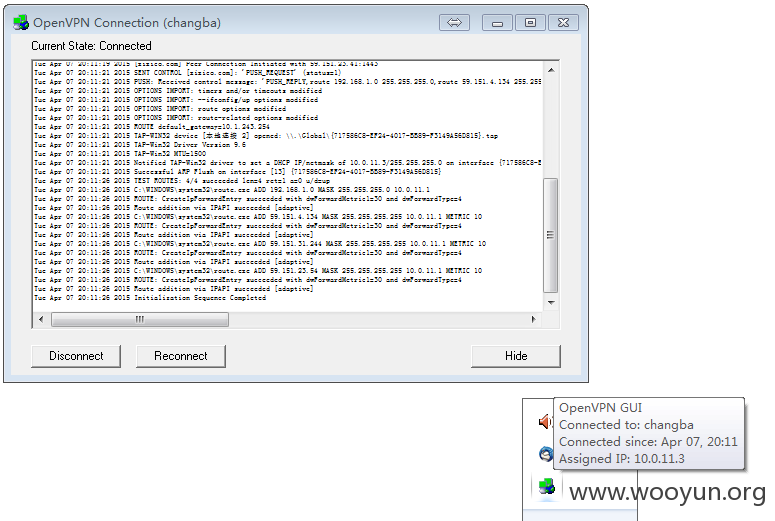 OpenVPN Connection (changba)
Current State: Connected
Tue Apr 07 20:11:19 2015 [zizico.com] Peer Connection Initiated with 59.151.23.41:1443
Tue Apr 07 20:11:21 2015 SENT CONTROL [zizico.com]: 'PUSH_REQUEST' (status=1)
Tue Apr 07 20:11:21 2015 PUSH: Received control message: 'PUSH_REPLY,route 192.168.1.0 255.255.255.0,route 59.151.4.134 255.255
Tue Apr 07 20:11:21 2015 OPTIONS IMPORT: timers and/or timeouts modified
Tue Apr 07 20:11:21 2015 OPTIONS IMPORT: --ifconfig/up options modified
Tue Apr 07 20:11:21 2015 OPTIONS IMPORT: route options modified
Tue Apr 07 20:11:21 2015 OPTIONS IMPORT: route-related options modified
Tue Apr 07 20:11:21 2015 ROUTE default_gateway=10.1.243.254
Tue Apr 07 20:11:21 2015 TAP-WIN32 device [本地连接 2] opened: \\.\Global\{717586C8-EF24-4017-BB89-F3149A56D815}.tap
Tue Apr 07 20:11:21 2015 TAP-Win32 Driver Version 9.6
Tue Apr 07 20:11:21 2015 TAP-Win32 MTU=1500
Tue Apr 07 20:11:21 2015 Notified TAP-Win32 driver to set a DHCP IP/netmask of 10.0.11.3/255.255.255.0 on interface {717586C8-E
Tue Apr 07 20:11:21 2015 Successful ARP Flush on interface [13] {717586C8-EF24-4017-BB89-F3149A56D815}
Tue Apr 07 20:11:26 2015 TEST ROUTES: 4/4 succeeded len=4 ret=1 a=0 u/d=up
Tue Apr 07 20:11:26 2015 C:\WINDOWS\system32\route.exe ADD 192.168.1.0 MASK 255.255.255.0 10.0.11.1
Tue Apr 07 20:11:26 2015 ROUTE: CreateIpForwardEntry succeeded with dwForwardMetric1=30 and dwForwardType=4
Tue Apr 07 20:11:26 2015 Route addition via IPAPI succeeded [adaptive]
Tue Apr 07 20:11:26 2015 C:\WINDOWS\system32\route.exe ADD 59.151.4.134 MASK 255.255.255.255 10.0.11.1 METRIC 10
Tue Apr 07 20:11:26 2015 ROUTE: CreateIpForwardEntry succeeded with dwForwardMetric1=30 and dwForwardType=4
Tue Apr 07 20:11:26 2015 Route addition via IPAPI succeeded [adaptive]
Tue Apr 07 20:11:26 2015 C:\WINDOWS\system32\route.exe ADD 59.151.31.244 MASK 255.255.255.255 10.0.11.1 METRIC 10
Tue Apr 07 20:11:26 2015 ROUTE: CreateIpForwardEntry succeeded with dwForwardMetric1=30 and dwForwardType=4
Tue Apr 07 20:11:26 2015 Route addition via IPAPI succeeded [adaptive]
Tue Apr 07 20:11:26 2015 C:\WINDOWS\system32\route.exe ADD 59.151.23.54 MASK 255.255.255.255 10.0.11.1 METRIC 10
Tue Apr 07 20:11:26 2015 ROUTE: CreateIpForwardEntry succeeded with dwForwardMetric1=30 and dwForwardType=4
Tue Apr 07 20:11:26 2015 Route addition via IPAPI succeeded [adaptive]
Tue Apr 07 20:11:26 2015 Initialization Sequence Completed
Disconnect
Reconnect
Hide
OpenVPN GUI
Connected to: changba
Connected since: Apr 07, 20:11
Assigned IP: 10.0.11.3
www.wooyun.org